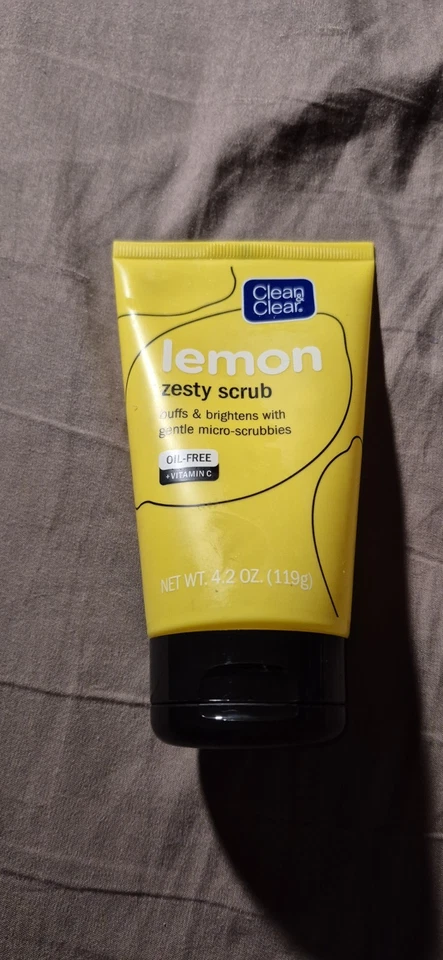 Clean &
Clear®
lemon
zesty scrub
buffs & brightens with
gentle micro-scrubbies
OIL-FREE
+VITAMIN C
NET WT. 4.2 OZ. (119g)